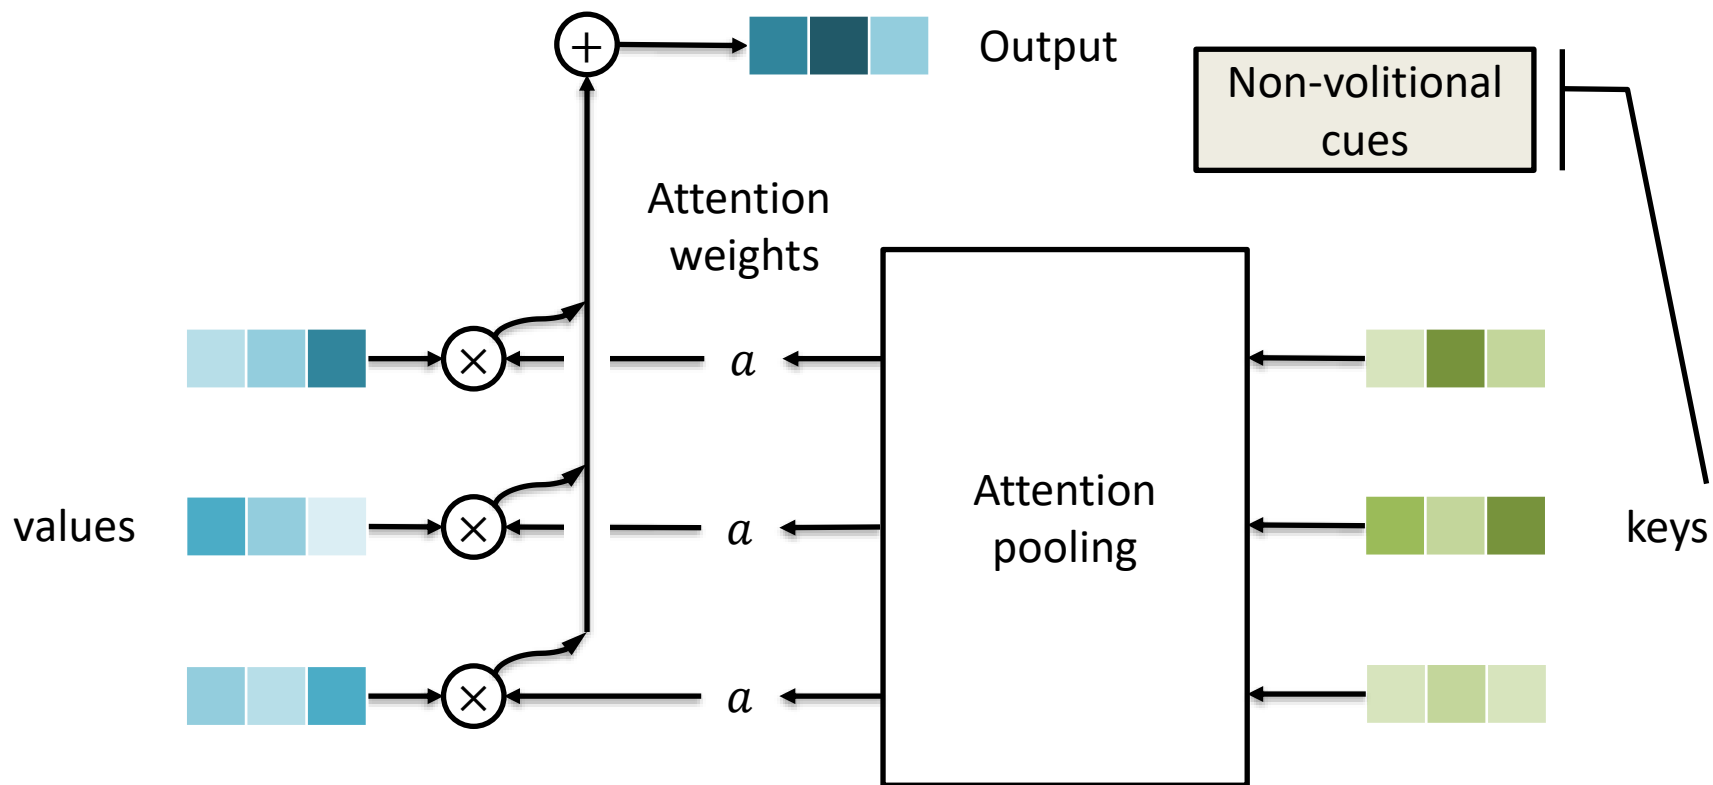 +
Output
Non-volitional
cues
Attention
weights
×
a
values
×
a
Attention
pooling
keys
×
a